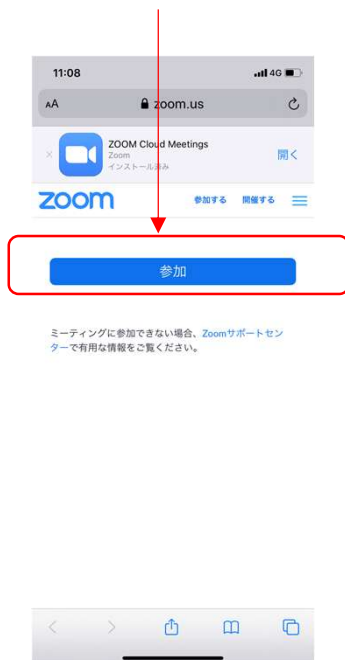 11:08 4G
AA zoom.us
ZOOM Cloud Meetings
Zoom
インストール済み
開く
zoom 参加する 開催する
参加
ミーティングに参加できない場合、Zoomサポートセン
ターで有用な情報をご覧ください。